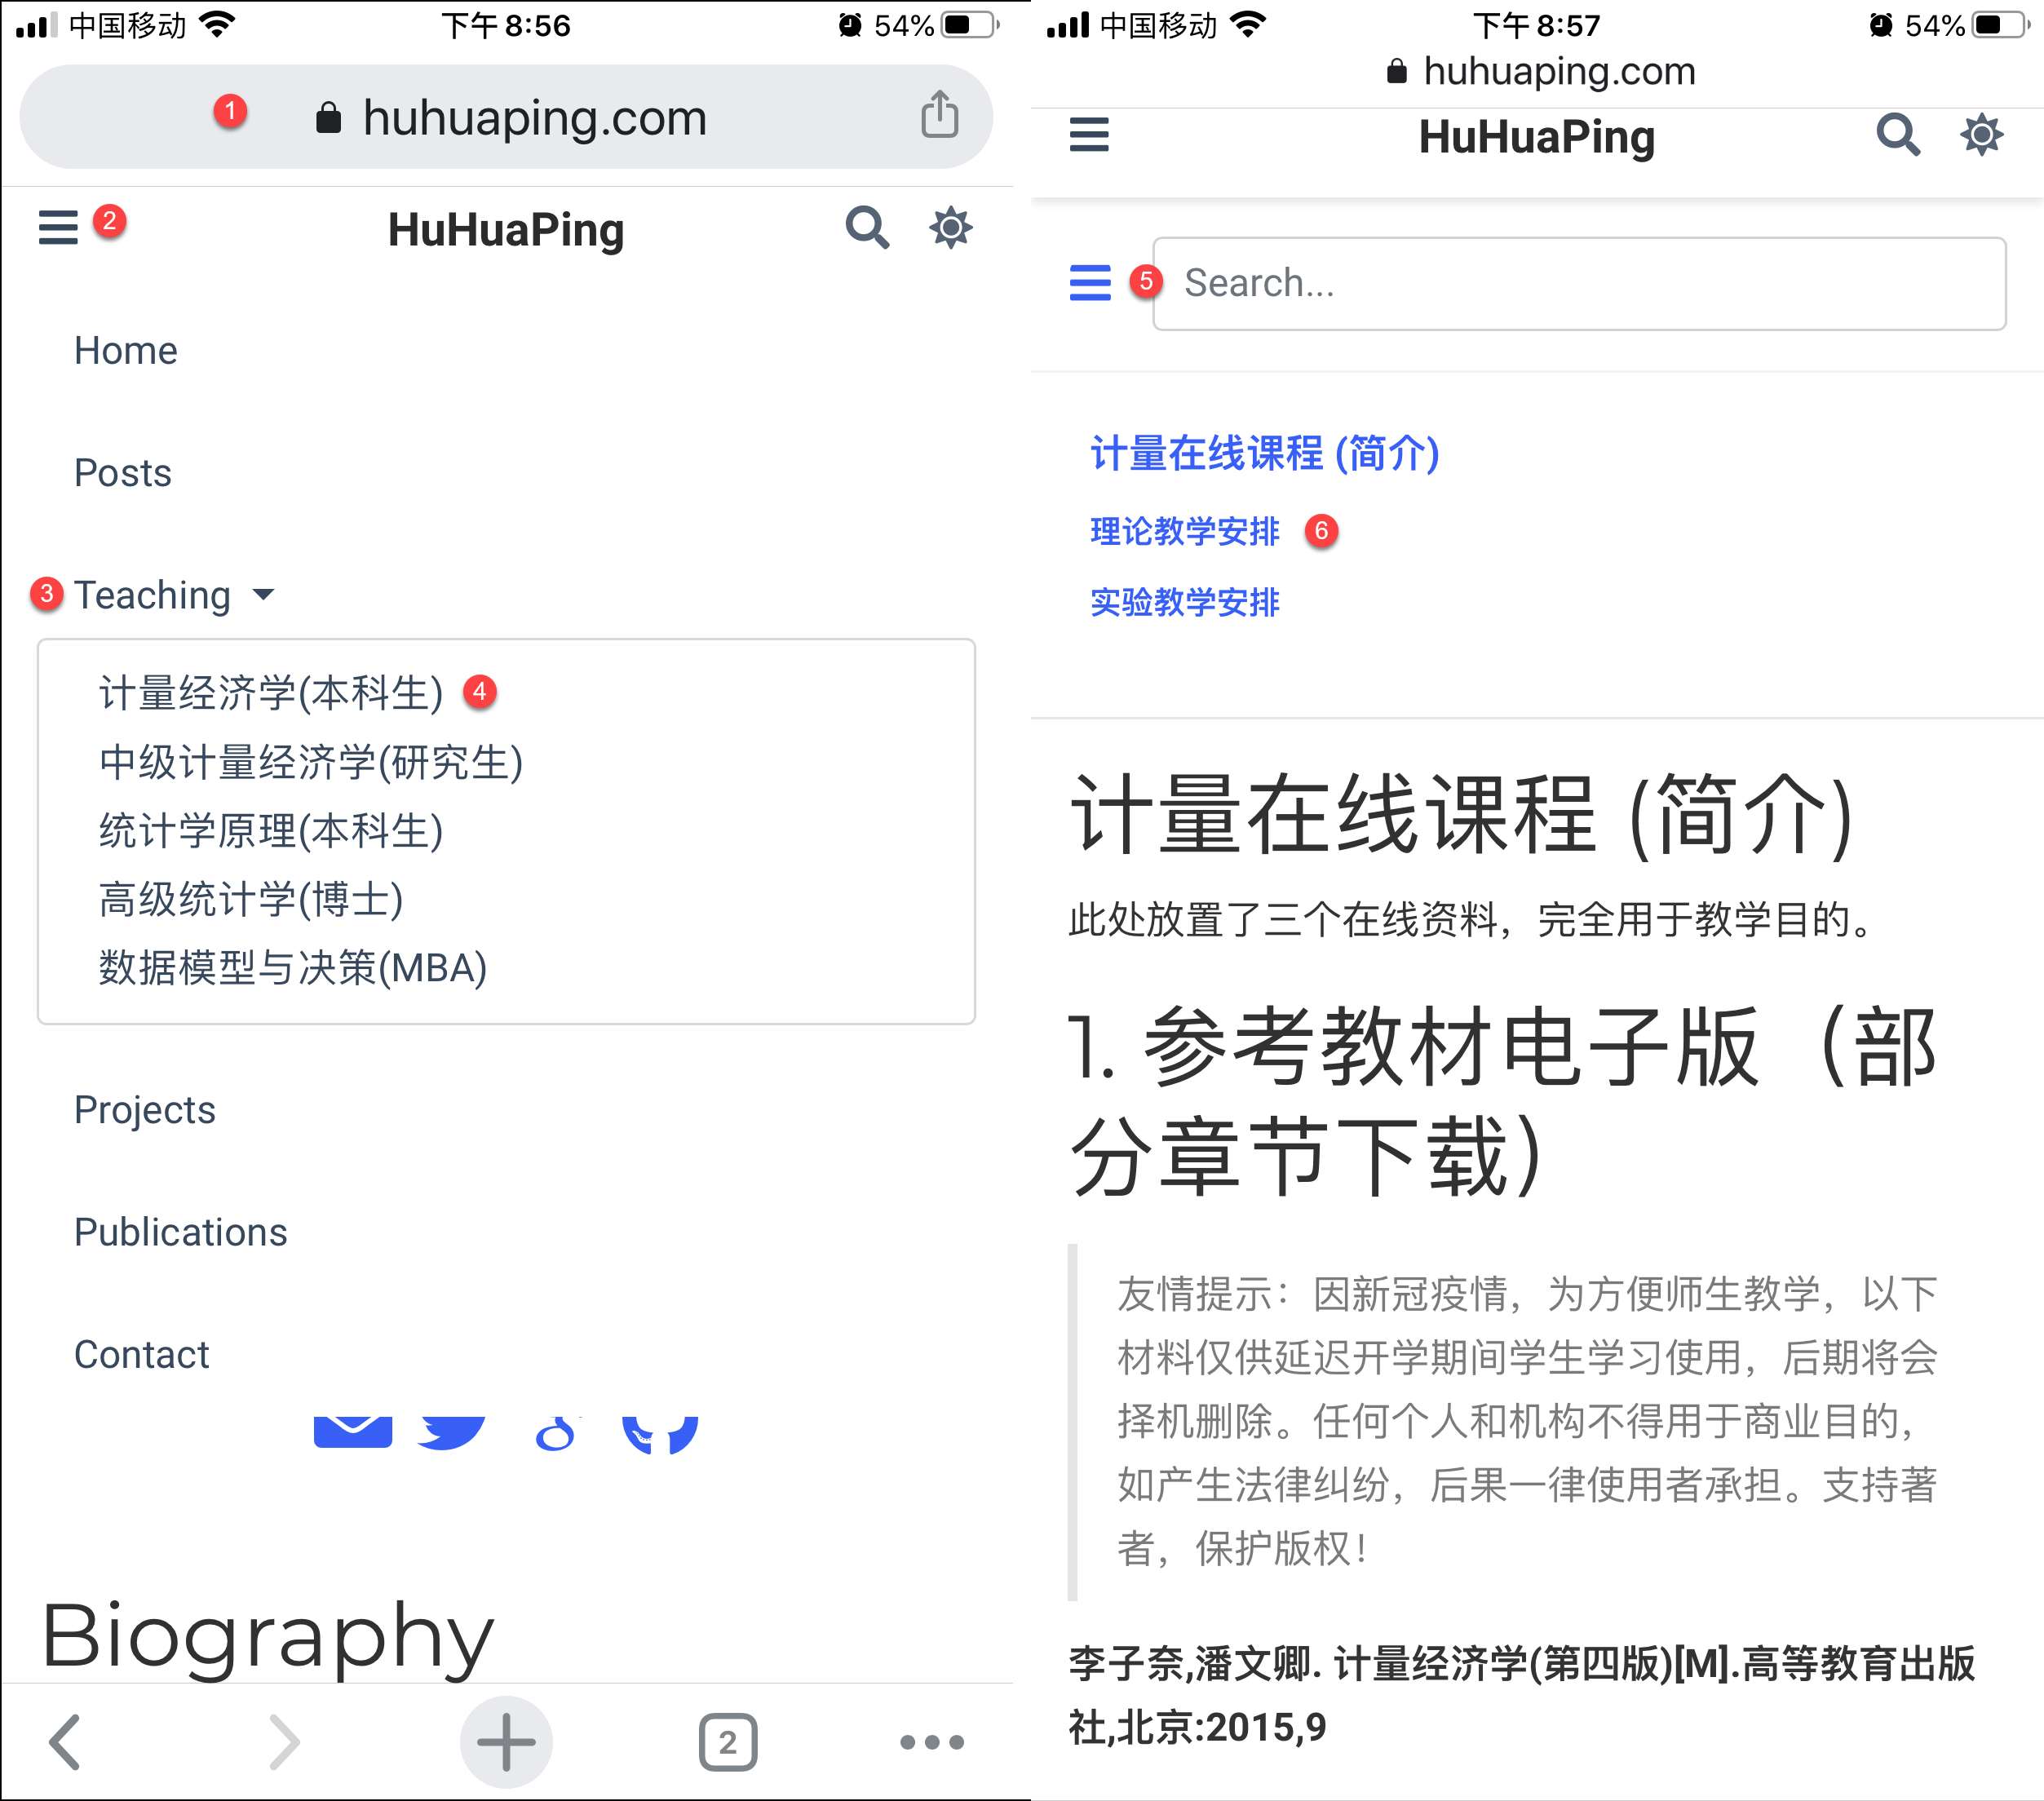 中国移动 下午 8:56 54%
1 huhuaping.com
2 HuHuaPing
Home
Posts
3 Teaching
计量经济学(本科生) 4
中级计量经济学(研究生)
统计学原理(本科生)
高级统计学(博士)
数据模型与决策(MBA)
Projects
Publications
Contact
Biography
2
中国移动 下午 8:57 54%
huhuaping.com
HuHuaPing
5 Search...
计量在线课程 (简介)
理论教学安排 6
实验教学安排
计量在线课程 (简介)
此处放置了三个在线资料，完全用于教学目的。
1. 参考教材电子版（部
分章节下载）
友情提示：因新冠疫情，为方便师生教学，以下
材料仅供延迟开学期间学生学习使用，后期将会
择机删除。任何个人和机构不得用于商业目的，
如产生法律纠纷，后果一律使用者承担。支持著
者，保护版权！
李子奈,潘文卿. 计量经济学(第四版)[M].高等教育出版
社,北京:2015,9